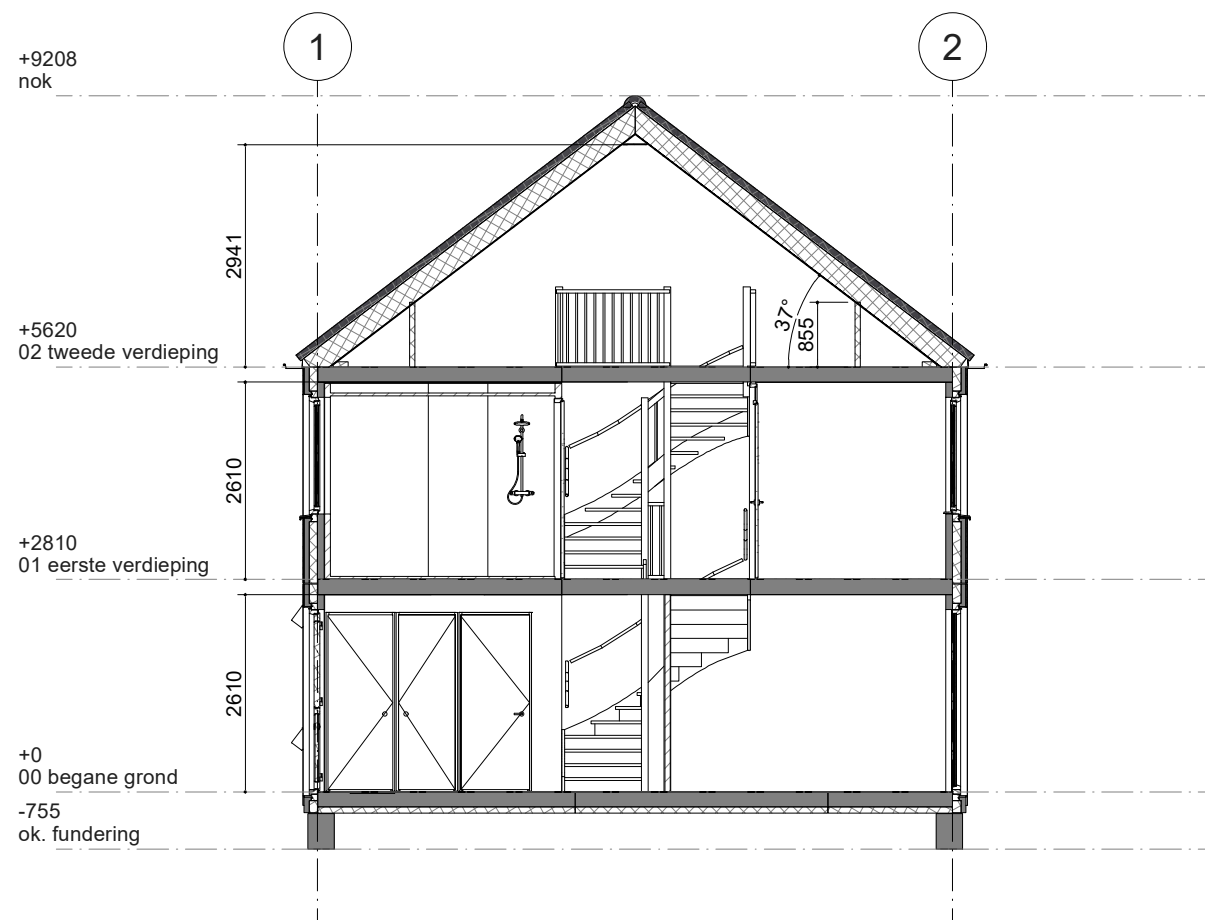 1
2
+9208
nok
2941
+5620
02 tweede verdieping
37°
855
2610
+2810
01 eerste verdieping
2610
+0
00 begane grond
-755
ok. fundering